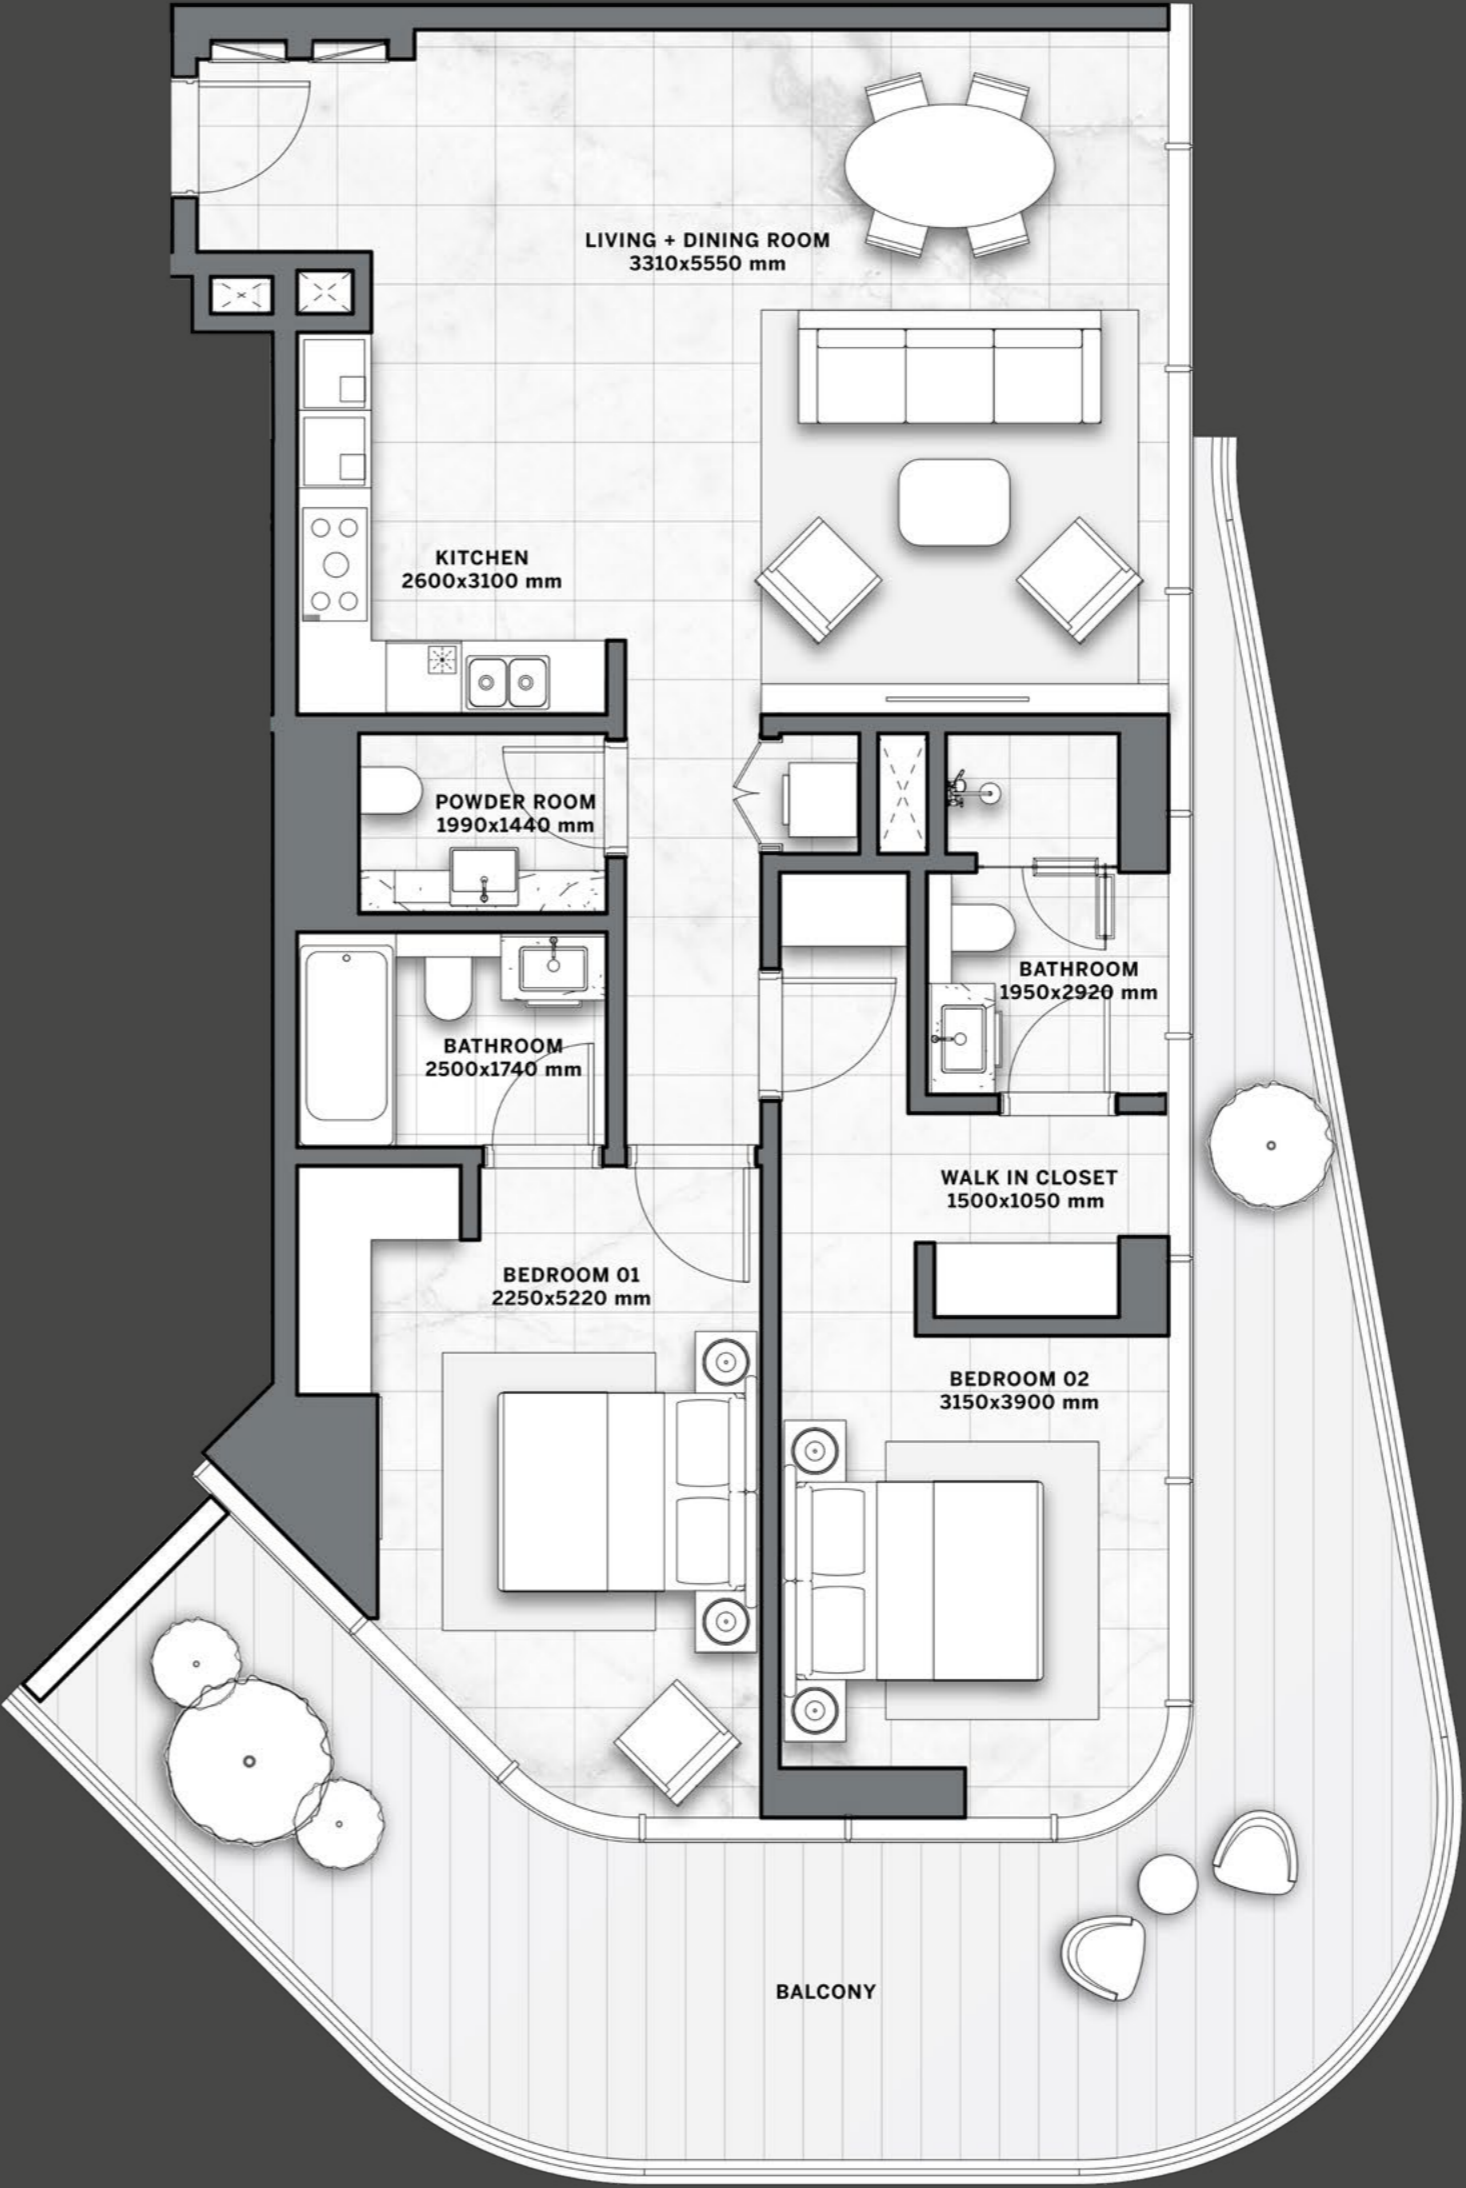 LIVING + DINING ROOM
3310x5550 mm
KITCHEN
2600x3100 mm
POWDER ROOM
1990x1440 mm
BATHROOM
1950x2920 mm
BATHROOM
2500x1740 mm
WALK IN CLOSET
1500x1050 mm
BEDROOM 01
2250x5220 mm
BEDROOM 02
3150x3900 mm
BALCONY